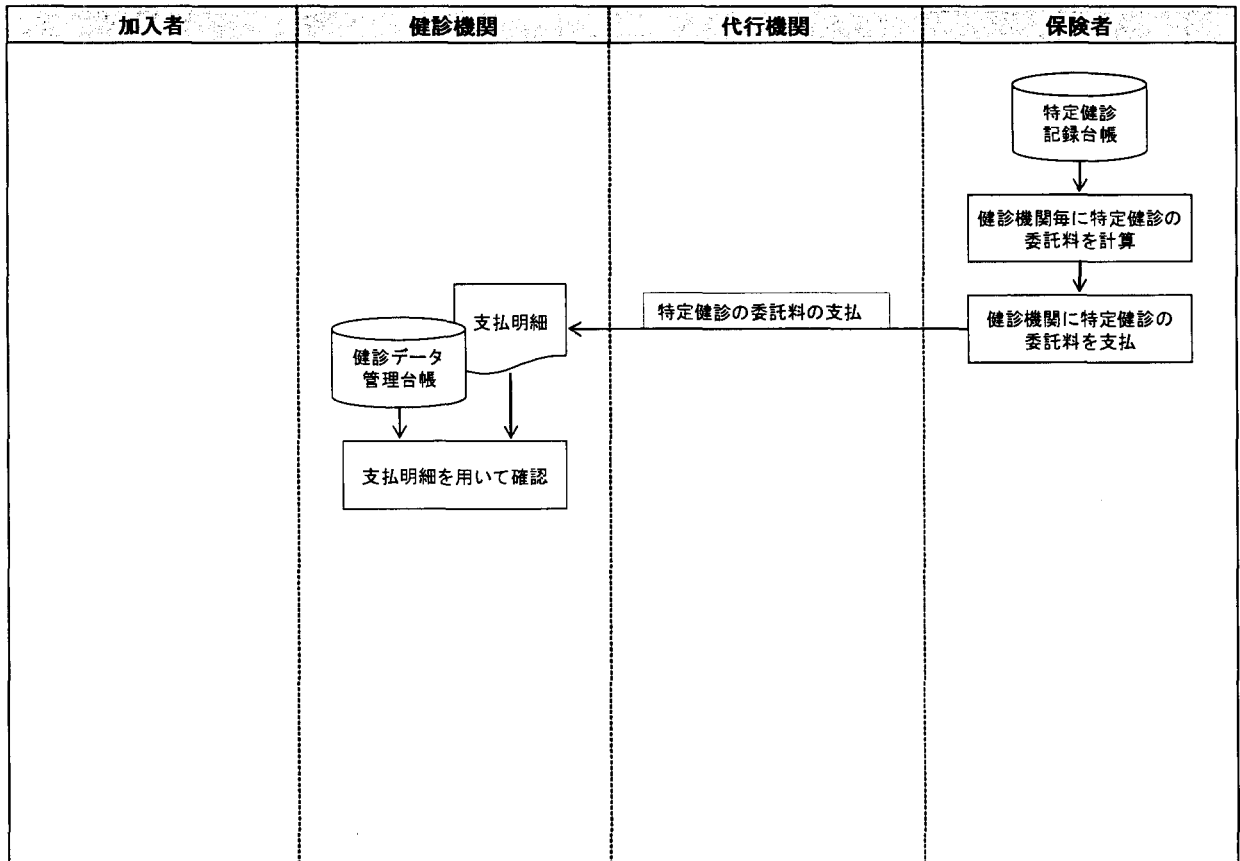 加入者
健診機関
代行機関
保険者
特定健診
記録台帳
健診機関毎に特定健診の
委託料を計算
健診機関に特定健診の
委託料を支払
特定健診の委託料の支払
支払明細
健診データ
管理台帳
支払明細を用いて確認